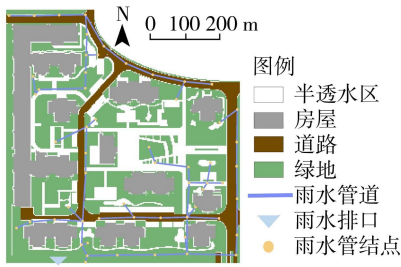 N
0 100 200 m
图例
半透水区
房屋
道路
绿地
雨水管道
雨水排口
雨水管结点